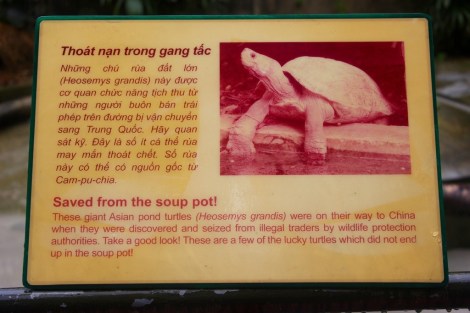 Thoát nạn trong gang tấc
Những chú rùa đất lớn
(Heosemys grandis) này được
cơ quan chức năng tịch thu từ
những người buôn bán trái
phép trên đường bị vận chuyển
sang Trung Quốc. Hãy quan
sát kỹ. Đây là số ít cá thể rùa
may mắn thoát chết. Số rùa
này có thể có nguồn gốc từ
Cam-pu-chia.
Saved from the soup pot!
These giant Asian pond turtles (Heosemys grandis) were on their way to China
when they were discovered and seized from illegal traders by wildlife protection
authorities. Take a good look! These are a few of the lucky turtles which did not end
up in the soup pot!